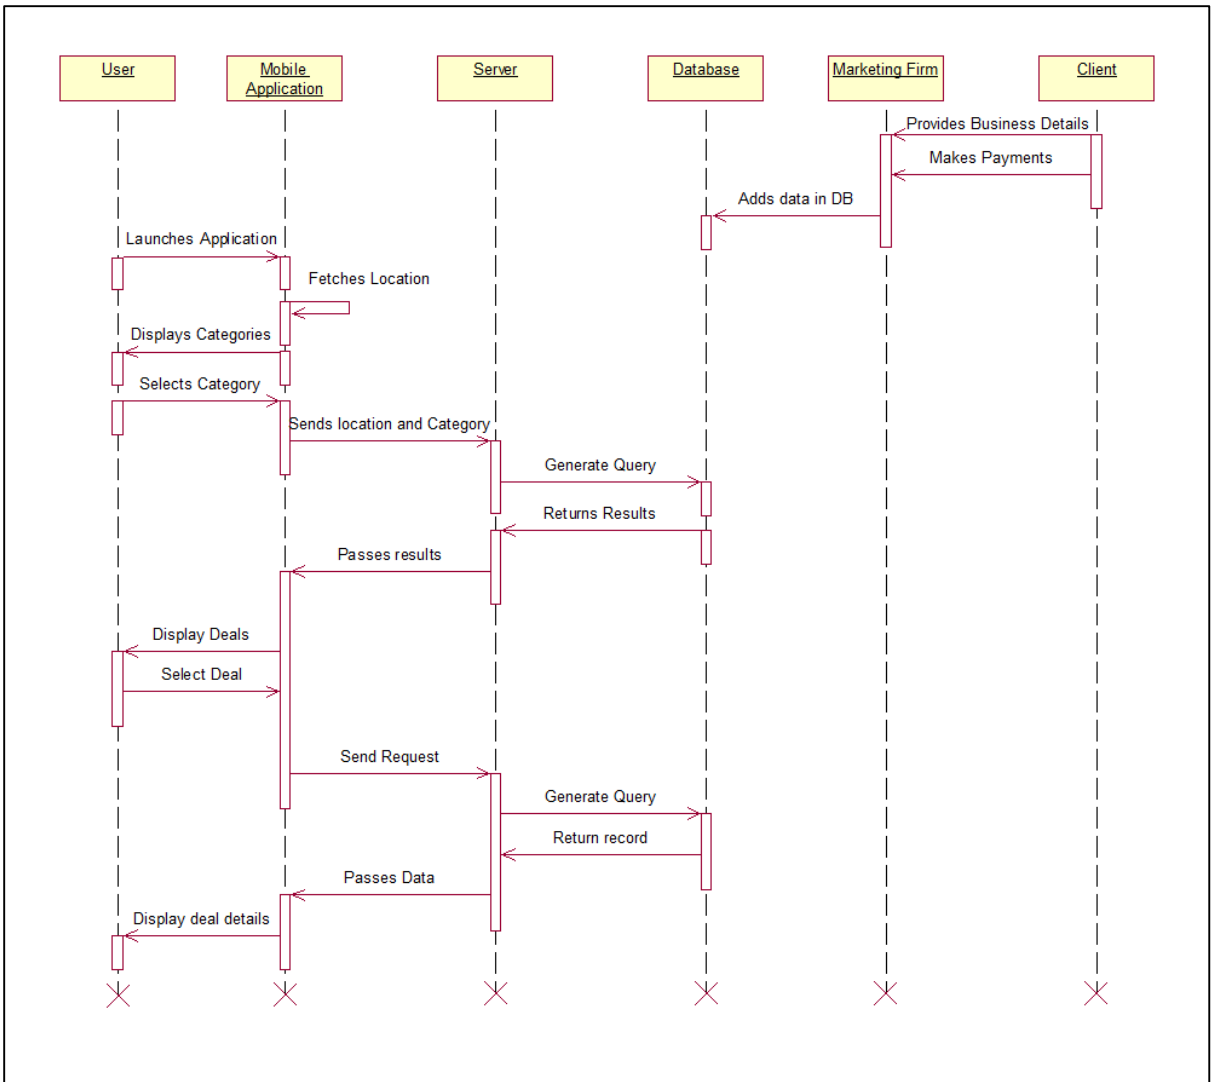 User
Mobile
Application
Server
Database
Marketing Firm
Client
Provides Business Details
Makes Payments
Adds data in DB
Launches Application
Fetches Location
Displays Categories
Selects Category
Sends location and Category
Generate Query
Returns Results
Passes results
Display Deals
Select Deal
Send Request
Generate Query
Return record
Passes Data
Display deal details